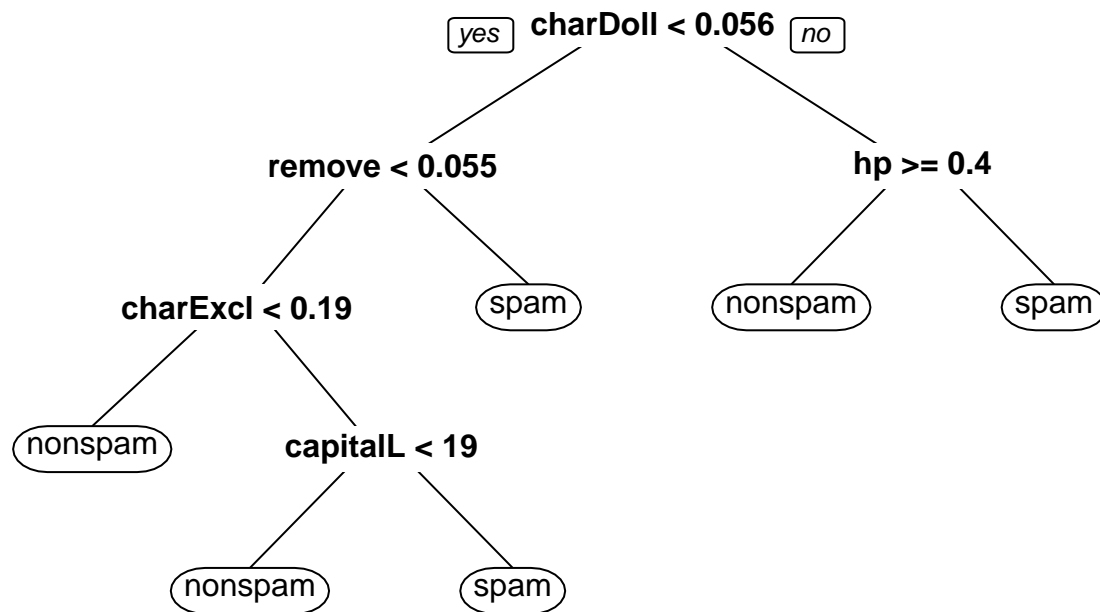 yes charDoll < 0.056 no
remove < 0.055 hp >= 0.4
charExcl < 0.19 spam nonspam spam
nonspam capitalL < 19
nonspam spam